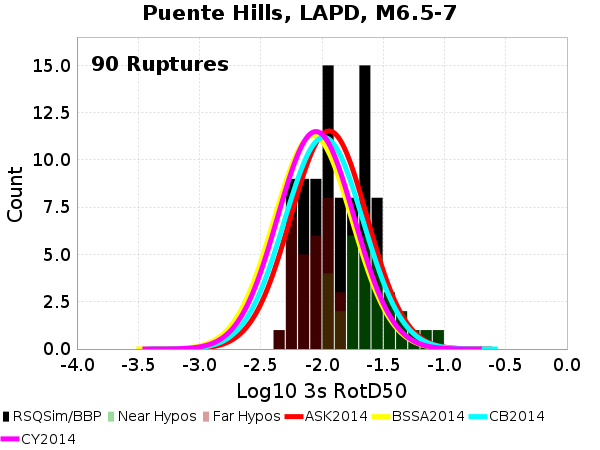 Puente Hills, LAPD, M6.5-7
90 Ruptures
Count
15.0
12.5
10.0
7.5
5.0
2.5
0.0
-4.0 -3.5 -3.0 -2.5 -2.0 -1.5 -1.0 -0.5 0.0
Log10 3s RotD50
RSQSim/BBP Near Hypos Far Hypos ASK2014 BSSA2014 CB2014
CY2014